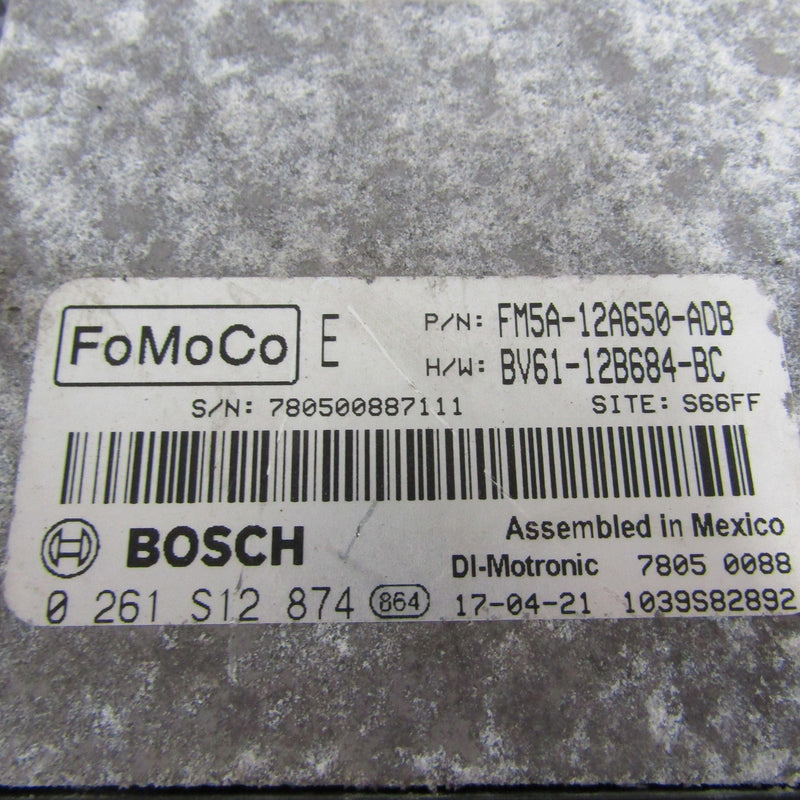 FoMoCo E P/N: FM5A-12A650-ADB
H/W: BV61-12B684-BC
S/N: 780500887111 SITE: S66FF
BOSCH Assembled in Mexico
DI-Motronic 7805 0088
0 261 S12 874 864 17-04-21 1039S82892